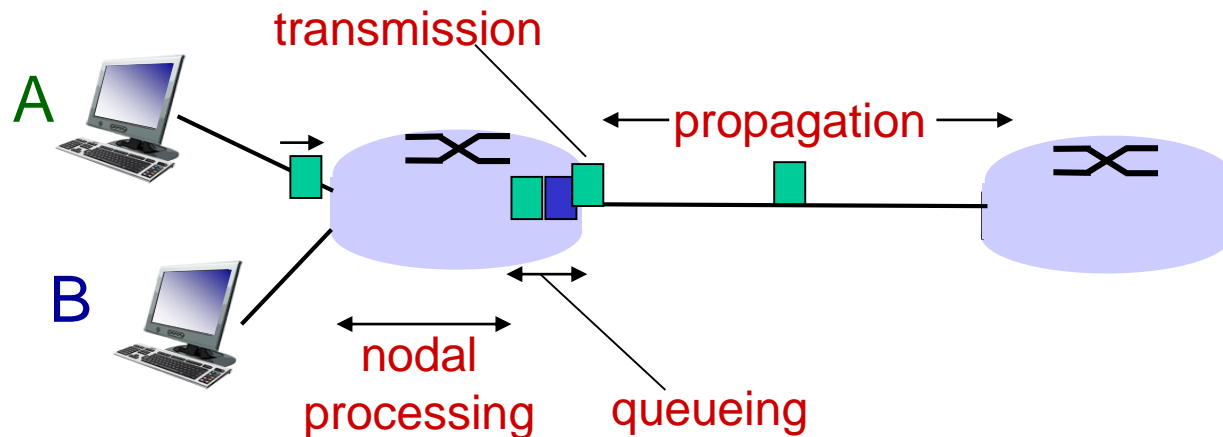 transmission
A
propagation
B
nodal
processing
queueing